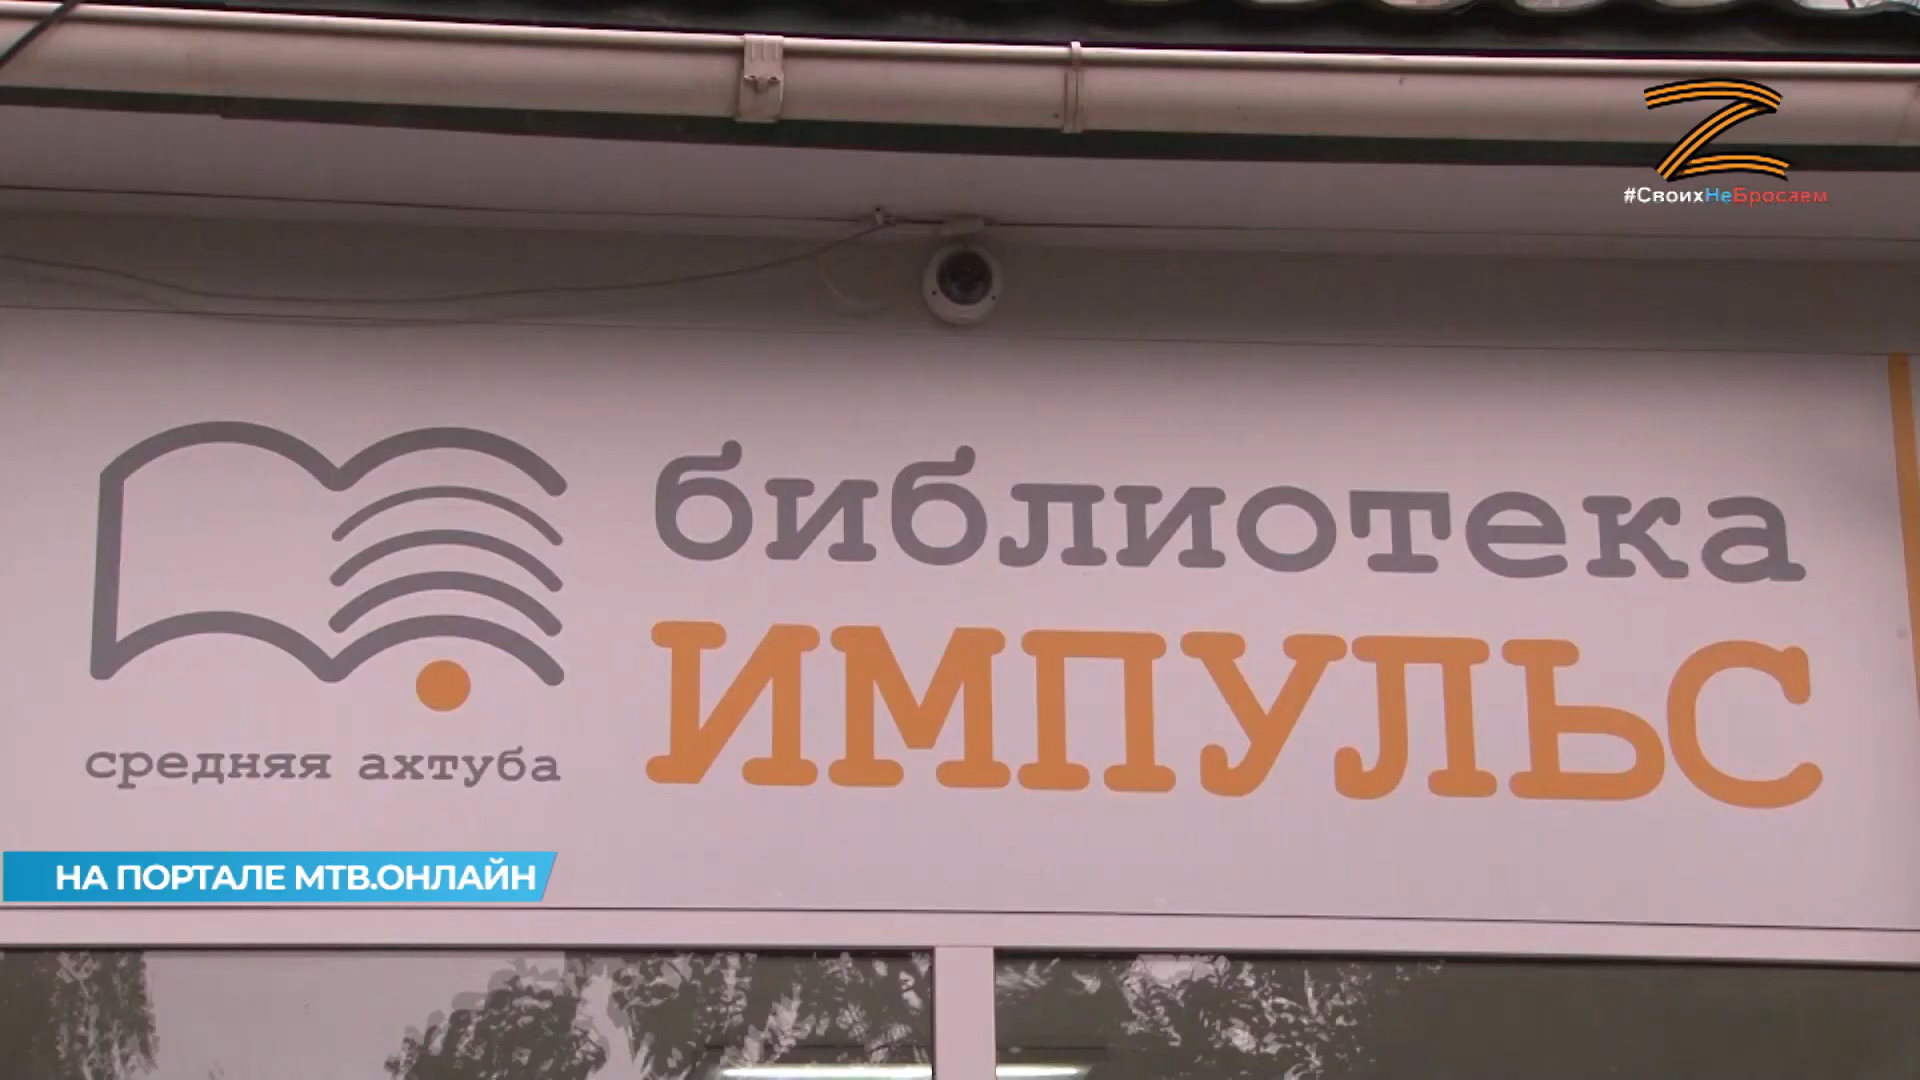 #СвоихНеБросаем
библиотека
ИМПУЛЬС
средняя ахтуба
НА ПОРТАЛЕ МТВ.ОНЛАЙН